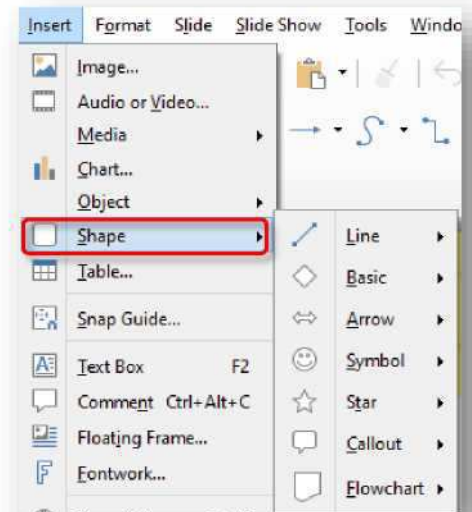 Insert Format Slide Slide Show Tools Windo
Image...
Audio or Video...
Media
Chart...
Object
Shape
Table...
Snap Guide...
Text Box F2
Comment Ctrl+Alt+C
Floating Frame...
Fontwork...
Line
Basic
Arrow
Symbol
Star
Callout
Flowchart